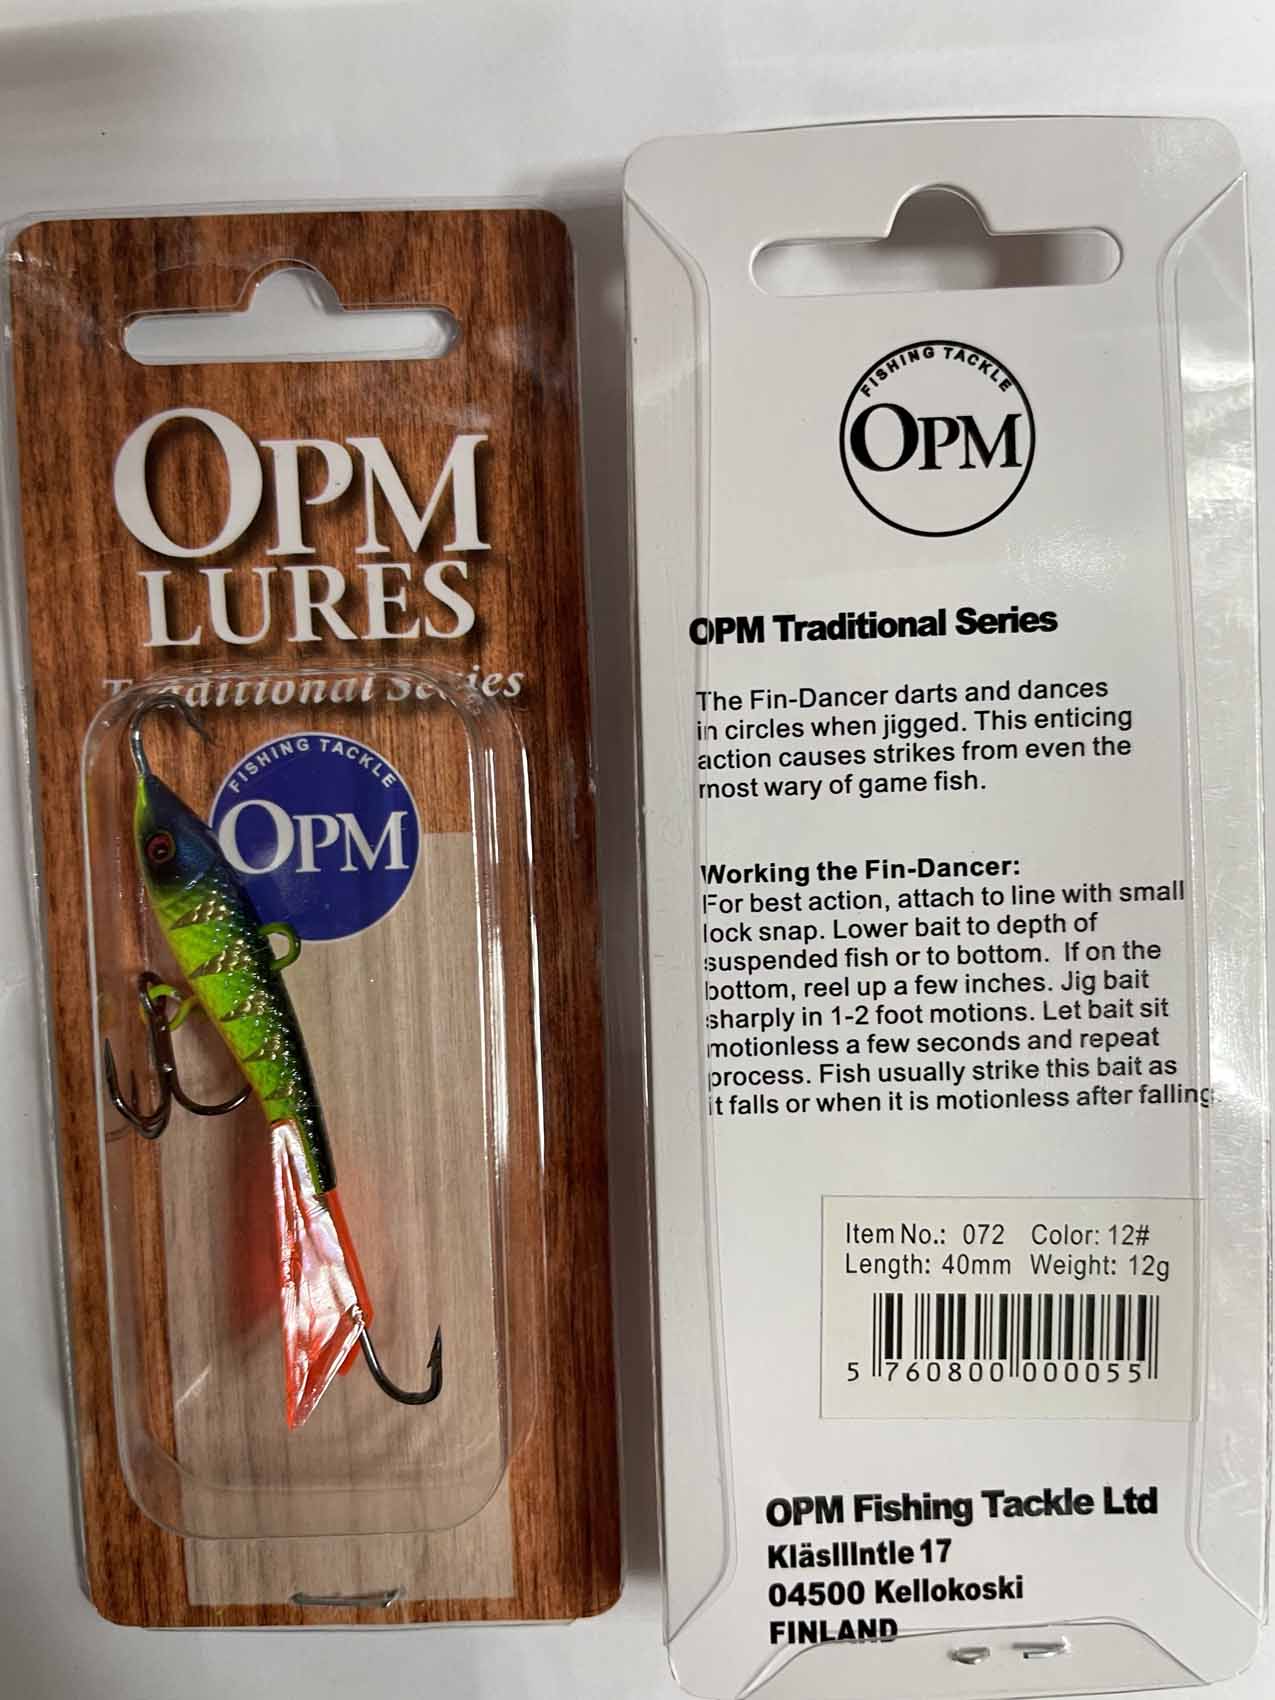 OPM
LURES
Traditional Series
FISHING TACKLE
OPM
FISHING TACKLE
OPM
OPM Traditional Series
The Fin-Dancer darts and dances
in circles when jigged. This enticing
action causes strikes from even the
most wary of game fish.
Working the Fin-Dancer:
For best action, attach to line with small
lock snap. Lower bait to depth of
suspended fish or to bottom. If on the
bottom, reel up a few inches. Jig bait
sharply in 1-2 foot motions. Let bait sit
motionless a few seconds and repeat
process. Fish usually strike this bait as
it falls or when it is motionless after falling.
Item No.: 072 Color: 12#
Length: 40mm Weight: 12g
5 760800 000055
OPM Fishing Tackle Ltd
KläsIIIntle 17
04500 Kellokoski
FINLAND